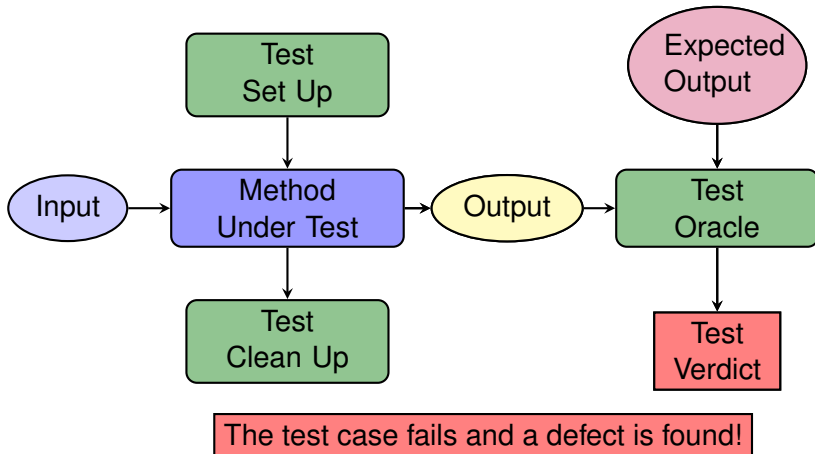 Test
Set Up
Expected
Output
Input
Method
Under Test
Output
Test
Oracle
Test
Clean Up
Test
Verdict
The test case fails and a defect is found!